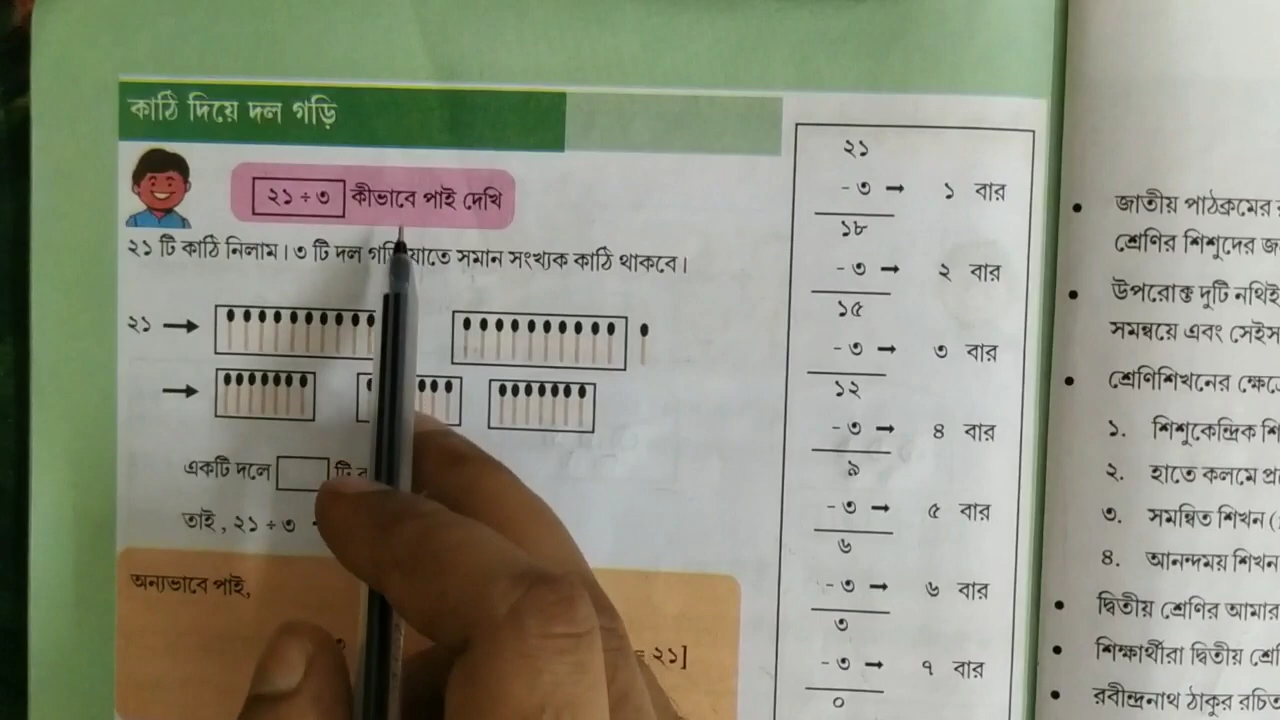 কাঠি দিয়ে দল গড়ি
২১ ÷ ৩ কীভাবে পাই দেখি
২১ টি কাঠি নিলাম। ৩ টি দল গড়ি যাতে সমান সংখ্যক কাঠি থাকবে।
২১ →
→
একটি দলে টি
তাই, ২১ ÷ ৩
অন্যভাবে পাই,
= ২১]
২১
- ৩ → ১ বার
১৮
- ৩ → ২ বার
১৫
- ৩ → ৩ বার
১২
- ৩ → ৪ বার
৯
- ৩ → ৫ বার
৬
- ৩ → ৬ বার
৩
- ৩ → ৭ বার
০
• জাতীয় পাঠক্রমের
শ্রেণির শিশুদের
• উপরোক্ত দুটি নথিই
সমন্বয়ে এবং সেইস
• শ্রেণিশিখনের
১. শিশুকেন্দ্রিক
২. হাতে কলমে
৩. সমন্বিত শিখন (
৪. আনন্দময় শিখন
• দ্বিতীয় শ্রেণির আমার
• শিক্ষার্থীরা দ্বিতীয়
• রবীন্দ্রনাথ ঠাকুর রচিত